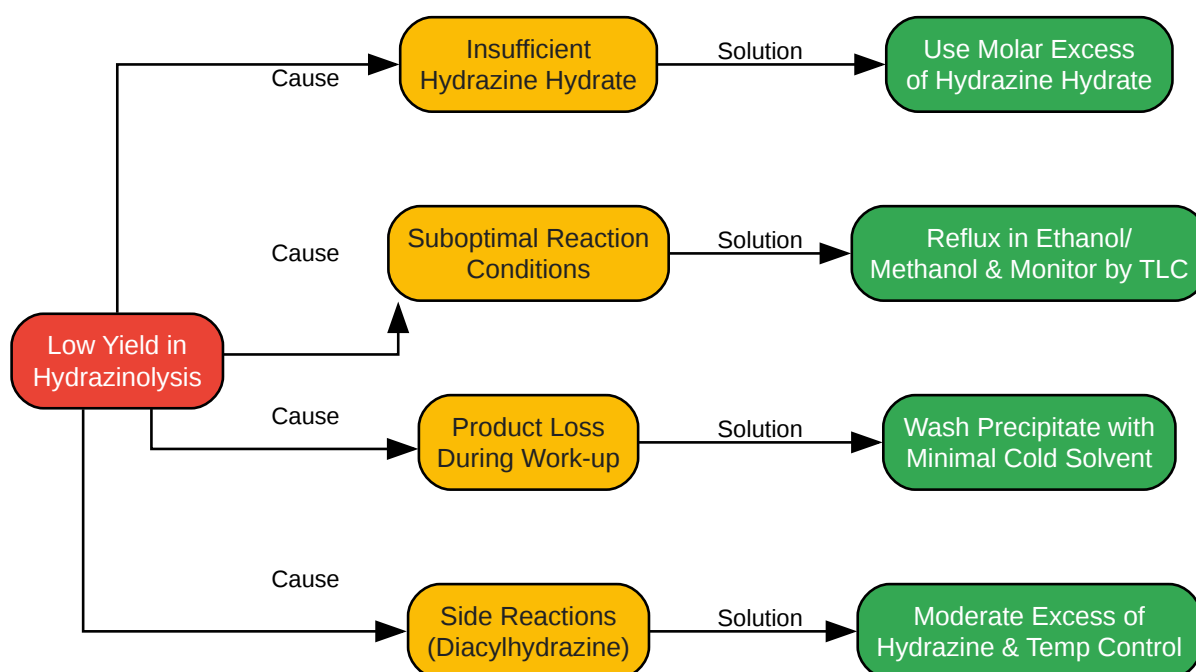 Insufficient
Hydrazine Hydrate
Cause
Solution
Use Molar Excess
of Hydrazine Hydrate
Cause
Suboptimal Reaction
Conditions
Solution
Reflux in Ethanol/
Methanol & Monitor by TLC
Low Yield in
Hydrazinolysis
Cause
Product Loss
During Work-up
Solution
Wash Precipitate with
Minimal Cold Solvent
Cause
Side Reactions
(Diacylhydrazine)
Solution
Moderate Excess of
Hydrazine & Temp Control